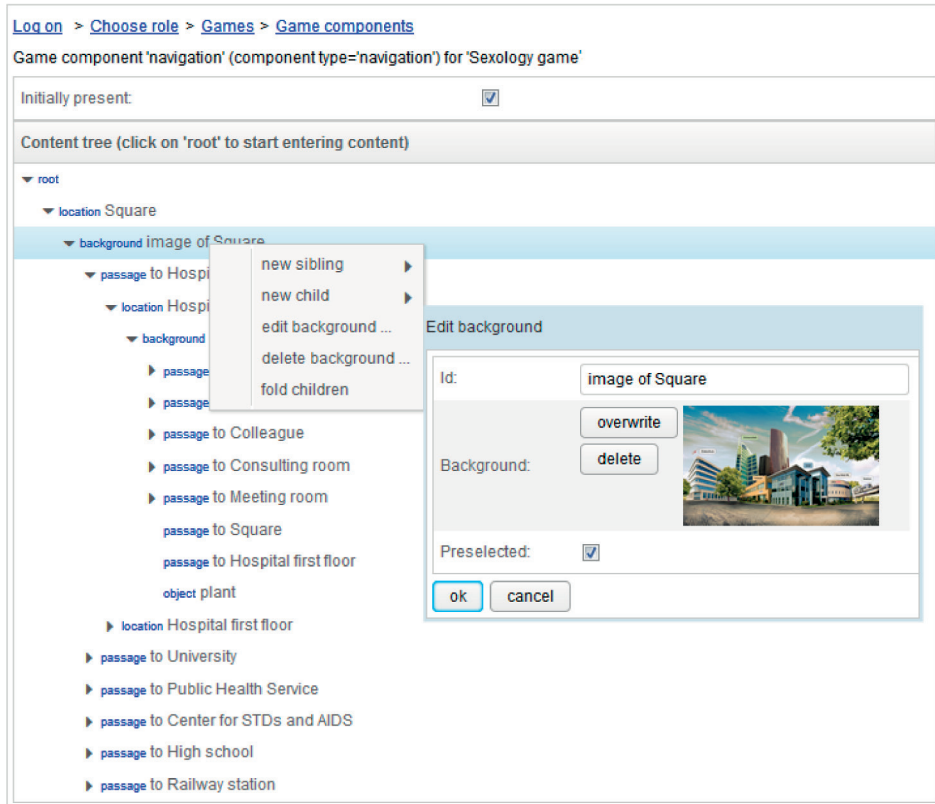 Log on > Choose role > Games > Game components
Game component 'navigation' (component type='navigation') for 'Sexology game'
Initially present:
Content tree (click on 'root' to start entering content)
root
location Square
background image of Square
passage to Hospi
location Hospi
background
passage
passage
passage to Colleague
passage to Consulting room
passage to Meeting room
passage to Square
passage to Hospital first floor
object plant
location Hospital first floor
passage to University
passage to Public Health Service
passage to Center for STDs and AIDS
passage to High school
passage to Railway station
new sibling
new child
edit background ...
delete background ...
fold children
Edit background
Id: image of Square
Background:
overwrite
delete
Preselected:
ok cancel